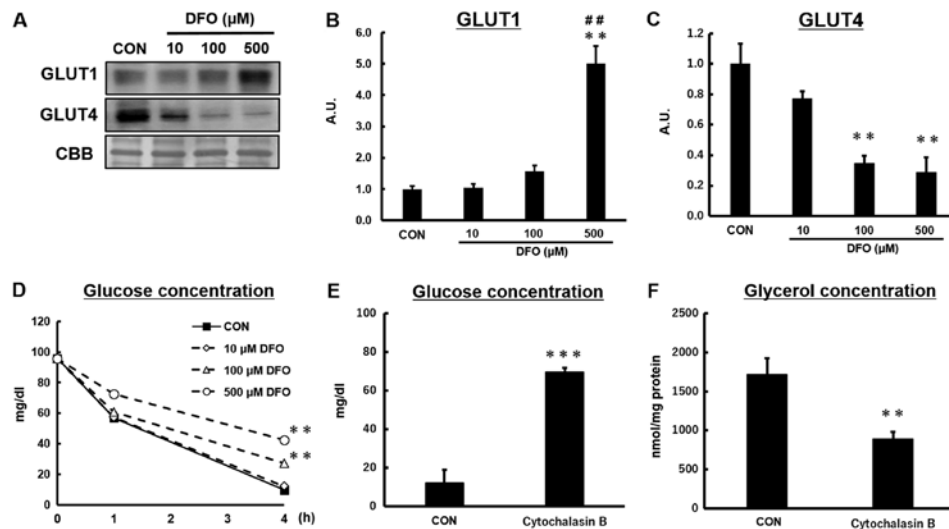 A
DFO (µM)
CON 10 100 500
GLUT1
GLUT4
CBB
B
GLUT1
##
**
6.0
5.0
4.0
3.0
2.0
1.0
0.0
A.U.
CON 10 100 500
DFO (µM)
C
GLUT4
1.2
1.0
0.8
0.6
0.4
0.2
0.0
A.U.
** **
CON 10 100 500
DFO (µM)
D
Glucose concentration
120
100
80
60
40
20
0
mg/dl
CON
10 µM DFO
100 µM DFO
500 µM DFO
**
**
0 1 2 3 4 (h)
E
Glucose concentration
100
80
60
40
20
0
mg/dl
***
CON Cytochalasin B
F
Glycerol concentration
2500
2000
1500
1000
500
0
nmol/mg protein
**
CON Cytochalasin B